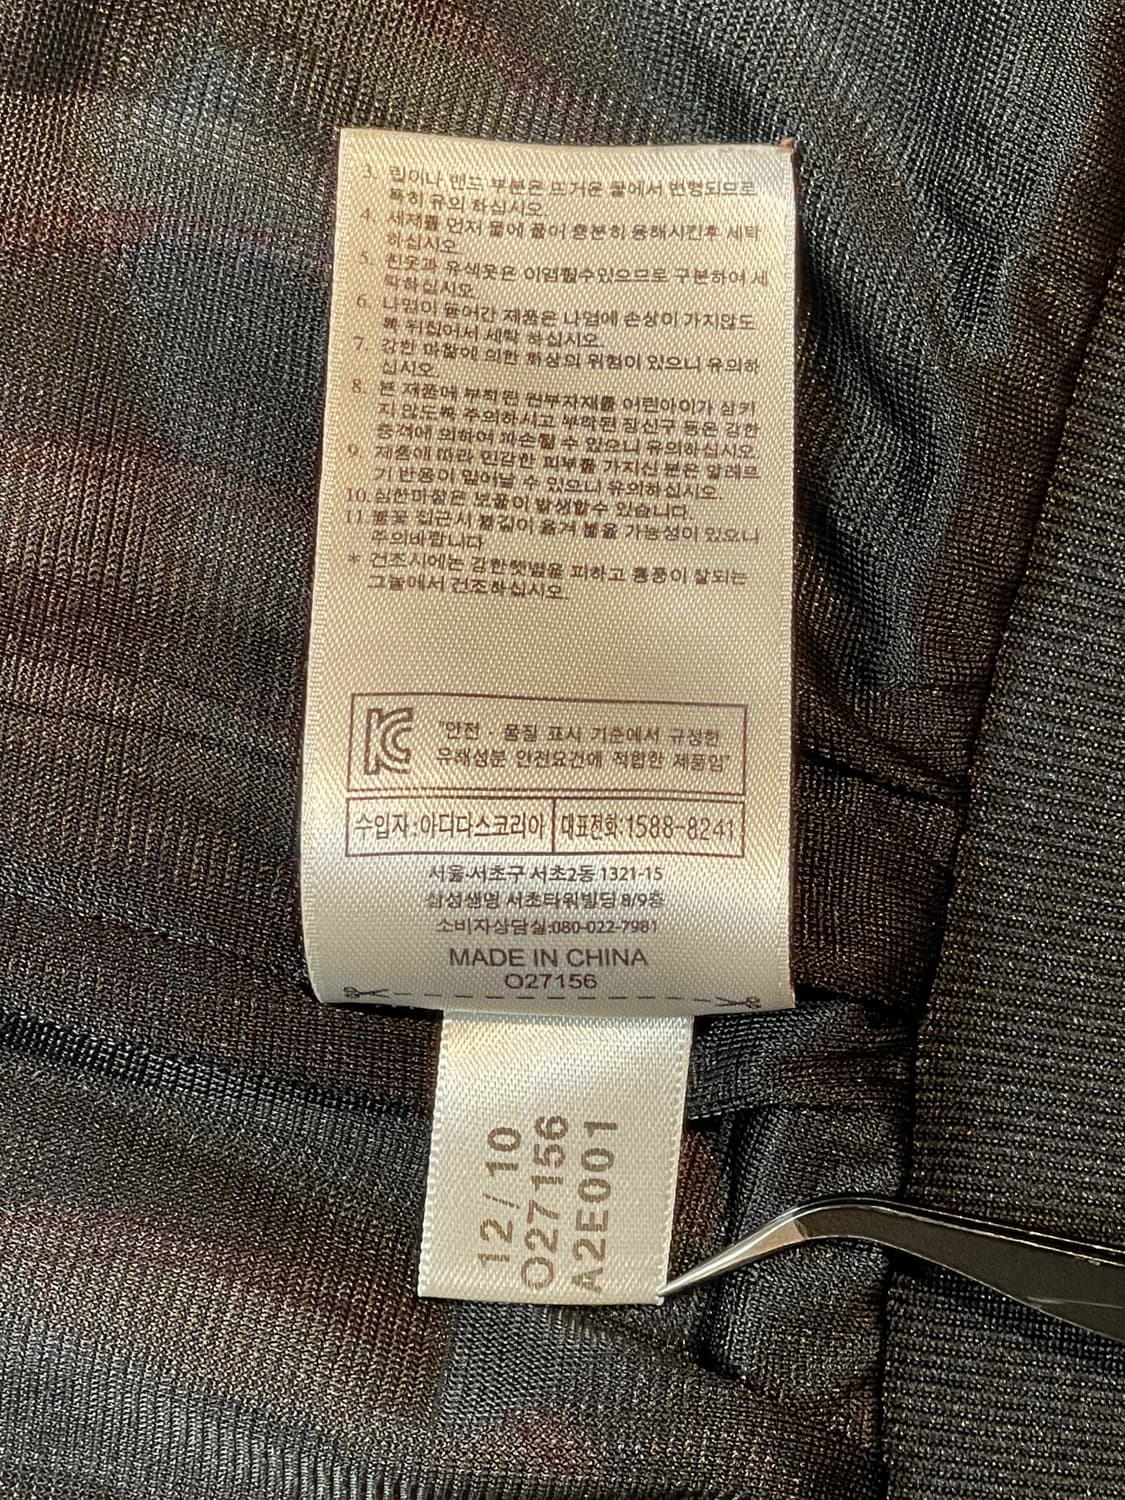 3. 립이나 밴드 부분은 뜨거운 물에서 변형되므로
특히 유의 하십시오.
4. 세제를 먼저 물에 풀어 충분히 용해시킨후 세탁
하십시오.
5. 흰옷과 유색옷은 이염될수있으므로 구분하여 세
탁하십시오.
6. 나염이 들어간 제품은 나염에 손상이 가지않도
록 뒤집어서 세탁 하십시오.
7. 강한 마찰에 의한 화상의 위험이 있으니 유의하
십시오.
8. 본 제품에 부착된 원부자재를 어린아이가 삼키
지 않도록 주의하시고 부착된 장신구 등은 강한
충격에 의하여 파손될 수 있으니 유의하십시오.
9. 제품에 따라 민감한 피부를 가지신 분은 알레르
기 반응이 일어날 수 있으니 유의하십시오.
10. 심한마찰은 보풀이 발생할수 있습니다.
11. 불꽃 접근시 불길이 옮겨 붙을 가능성이 있으니
주의바랍니다.
* 건조시에는 강한햇볕을 피하고 통풍이 잘되는
그늘에서 건조하십시오.
"안전 · 품질 표시 기준에서 규정한
유해성분 안전요건에 적합한 제품임"
수입자:아디다스코리아 대표전화:1588-8241
서울.서초구 서초2동 1321-15
삼성생명 서초타워빌딩 8/9층
소비자상담실:080-022-7981
MADE IN CHINA
O27156
12/10
O27156
A2E001